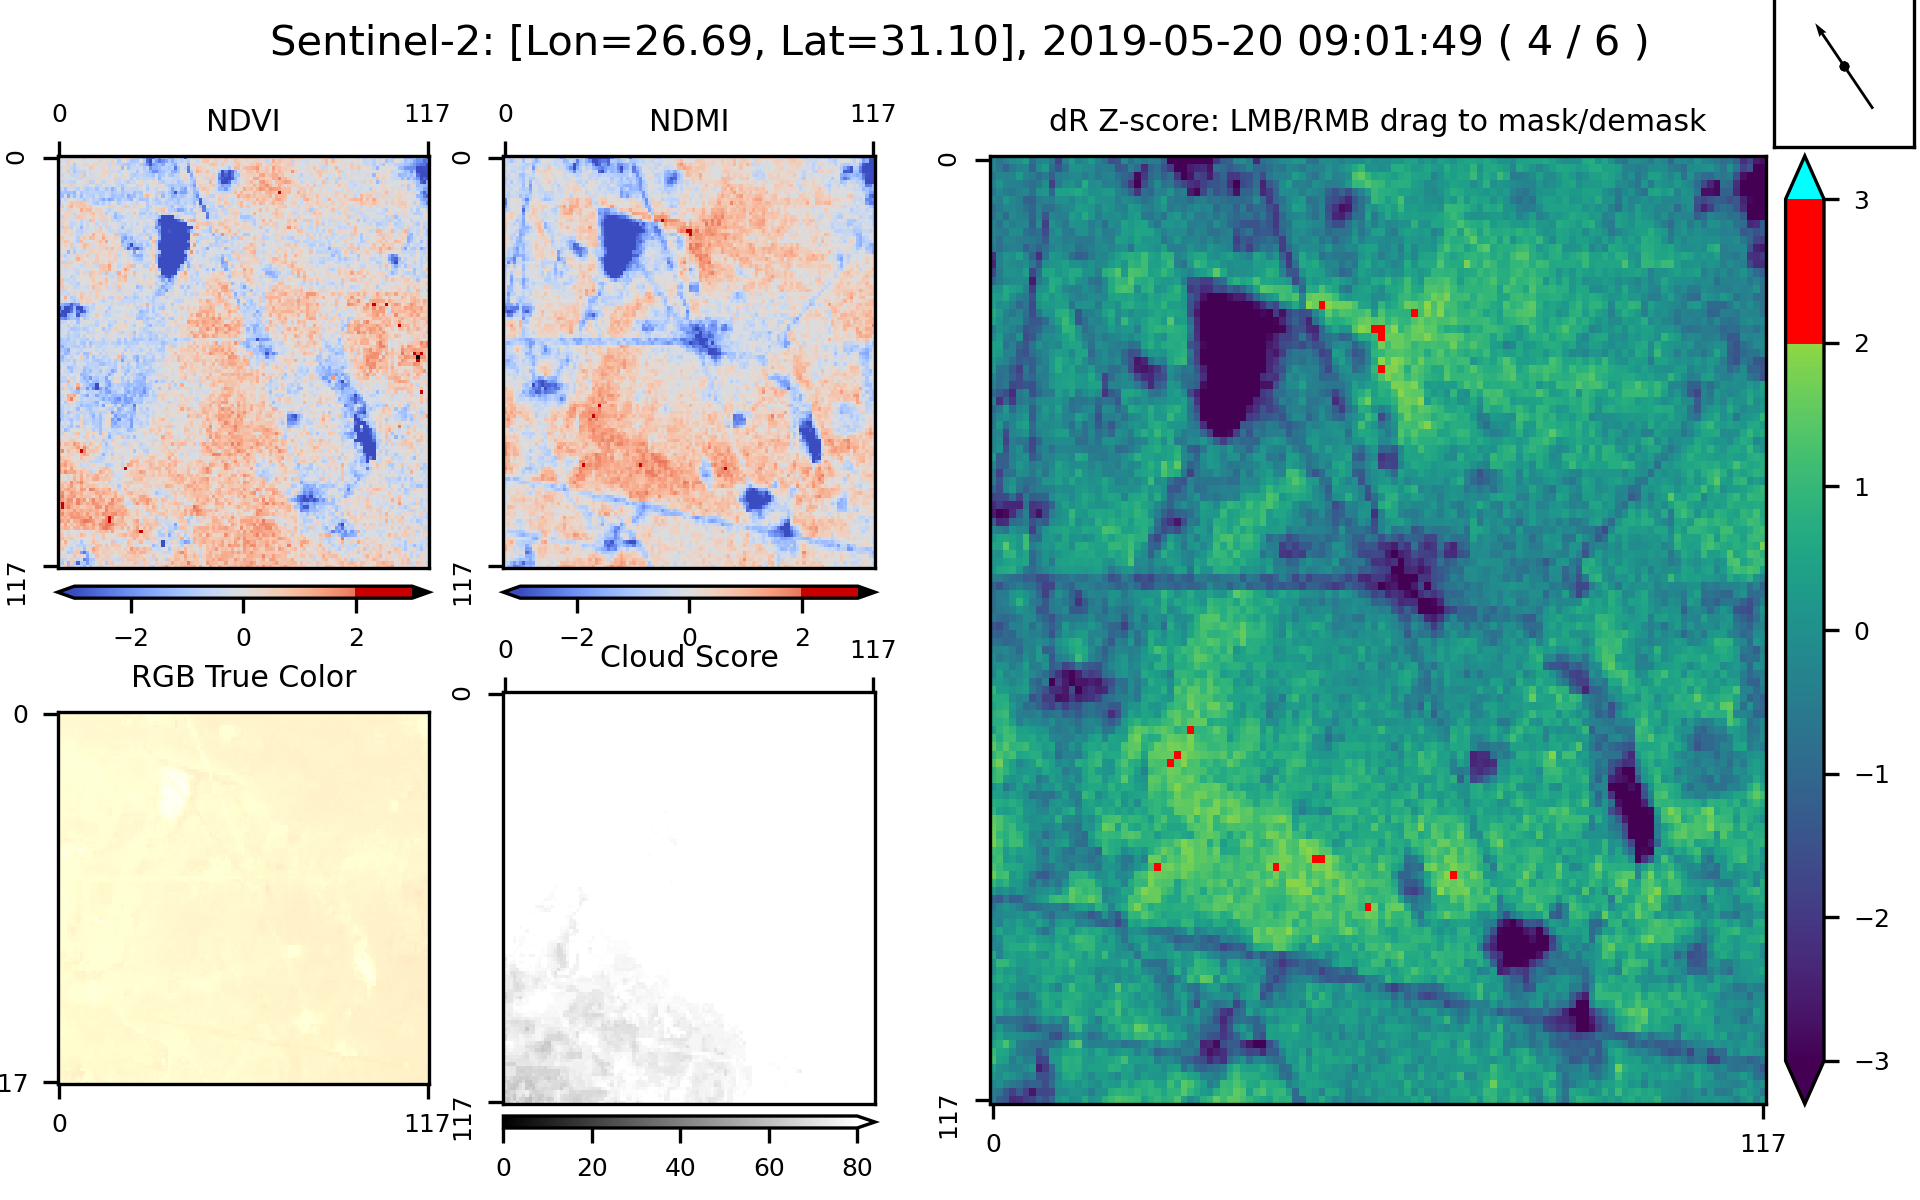 Sentinel-2: [Lon=26.69, Lat=31.10], 2019-05-20 09:01:49 ( 4 / 6 )
0 NDVI 117
0 NDMI 117
dR Z-score: LMB/RMB drag to mask/demask
0
0
0
3
2
1
0
−1
−2
−3
117
117
117
−2 0 2
−2 0 2
0 Cloud Score 117
RGB True Color
0
0
17
0 117
117
0 20 40 60 80
0 117